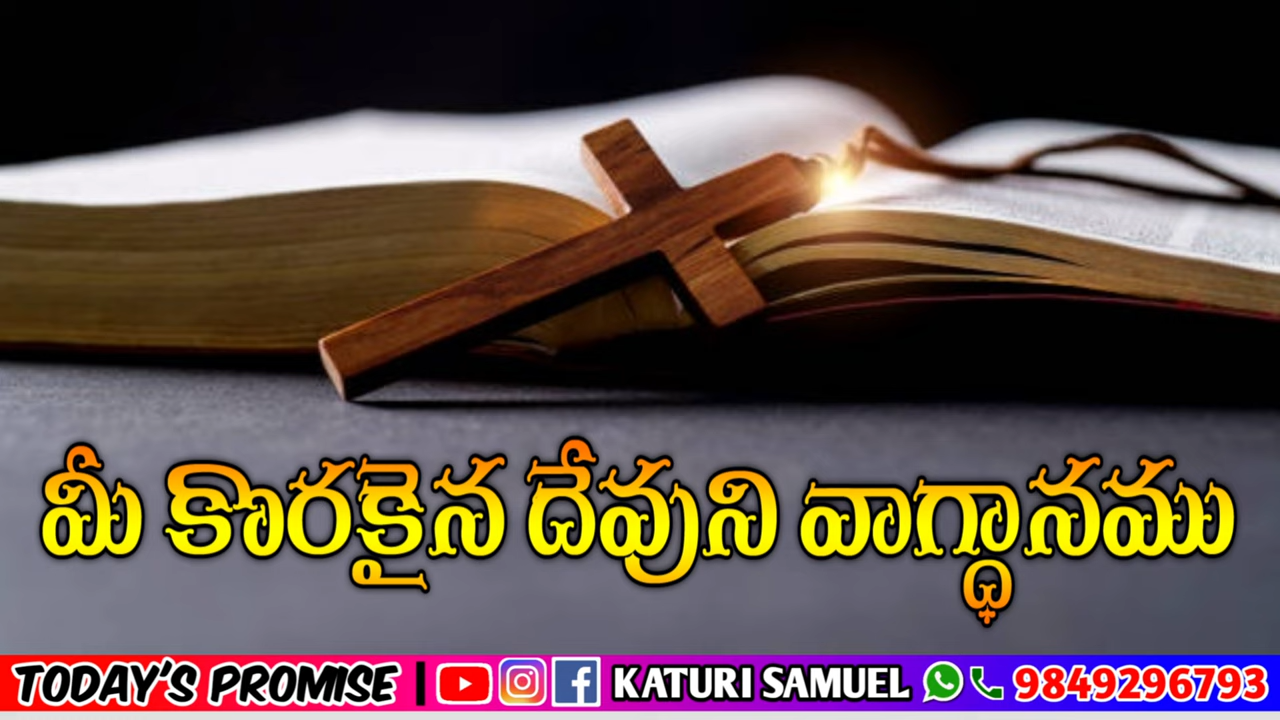 మీ కొరకైన దేవుని వాగ్ధానము
TODAY'S PROMISE | KATURI SAMUEL 9849296793